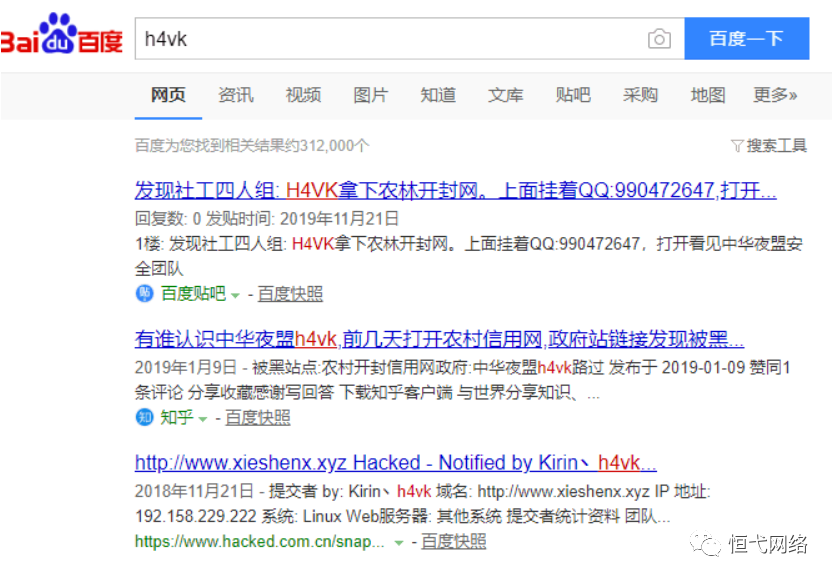 Bai du 百度 h4vk 百度一下
网页 资讯 视频 图片 知道 文库 贴吧 采购 地图 更多»
百度为您找到相关结果约312,000个 搜索工具
发现社工四人组: H4VK拿下农林开封网。上面挂着QQ:990472647,打开...
回复数: 0 发贴时间: 2019年11月21日
1楼: 发现社工四人组: H4VK拿下农林开封网。上面挂着QQ:990472647，打开看见中华夜盟安
全团队
贴 百度贴吧 - 百度快照
有谁认识中华夜盟h4vk,前几天打开农村信用网,政府站链接发现被黑...
2019年1月9日 - 被黑站点:农村开封信用网政府:中华夜盟h4vk路过 发布于 2019-01-09 赞同1
条评论 分享收藏感谢写回答 下载知乎客户端 与世界分享知识、...
知 知乎 - 百度快照
http://www.xieshenx.xyz Hacked - Notified by Kirin丶h4vk...
2018年11月21日 - 提交者 by: Kirin丶h4vk 域名: http://www.xieshenx.xyz IP 地址:
192.158.229.222 系统: Linux Web服务器: 其他系统 提交者统计资料 团队...
https://www.hacked.com.cn/snap... - 百度快照
恒弋网络